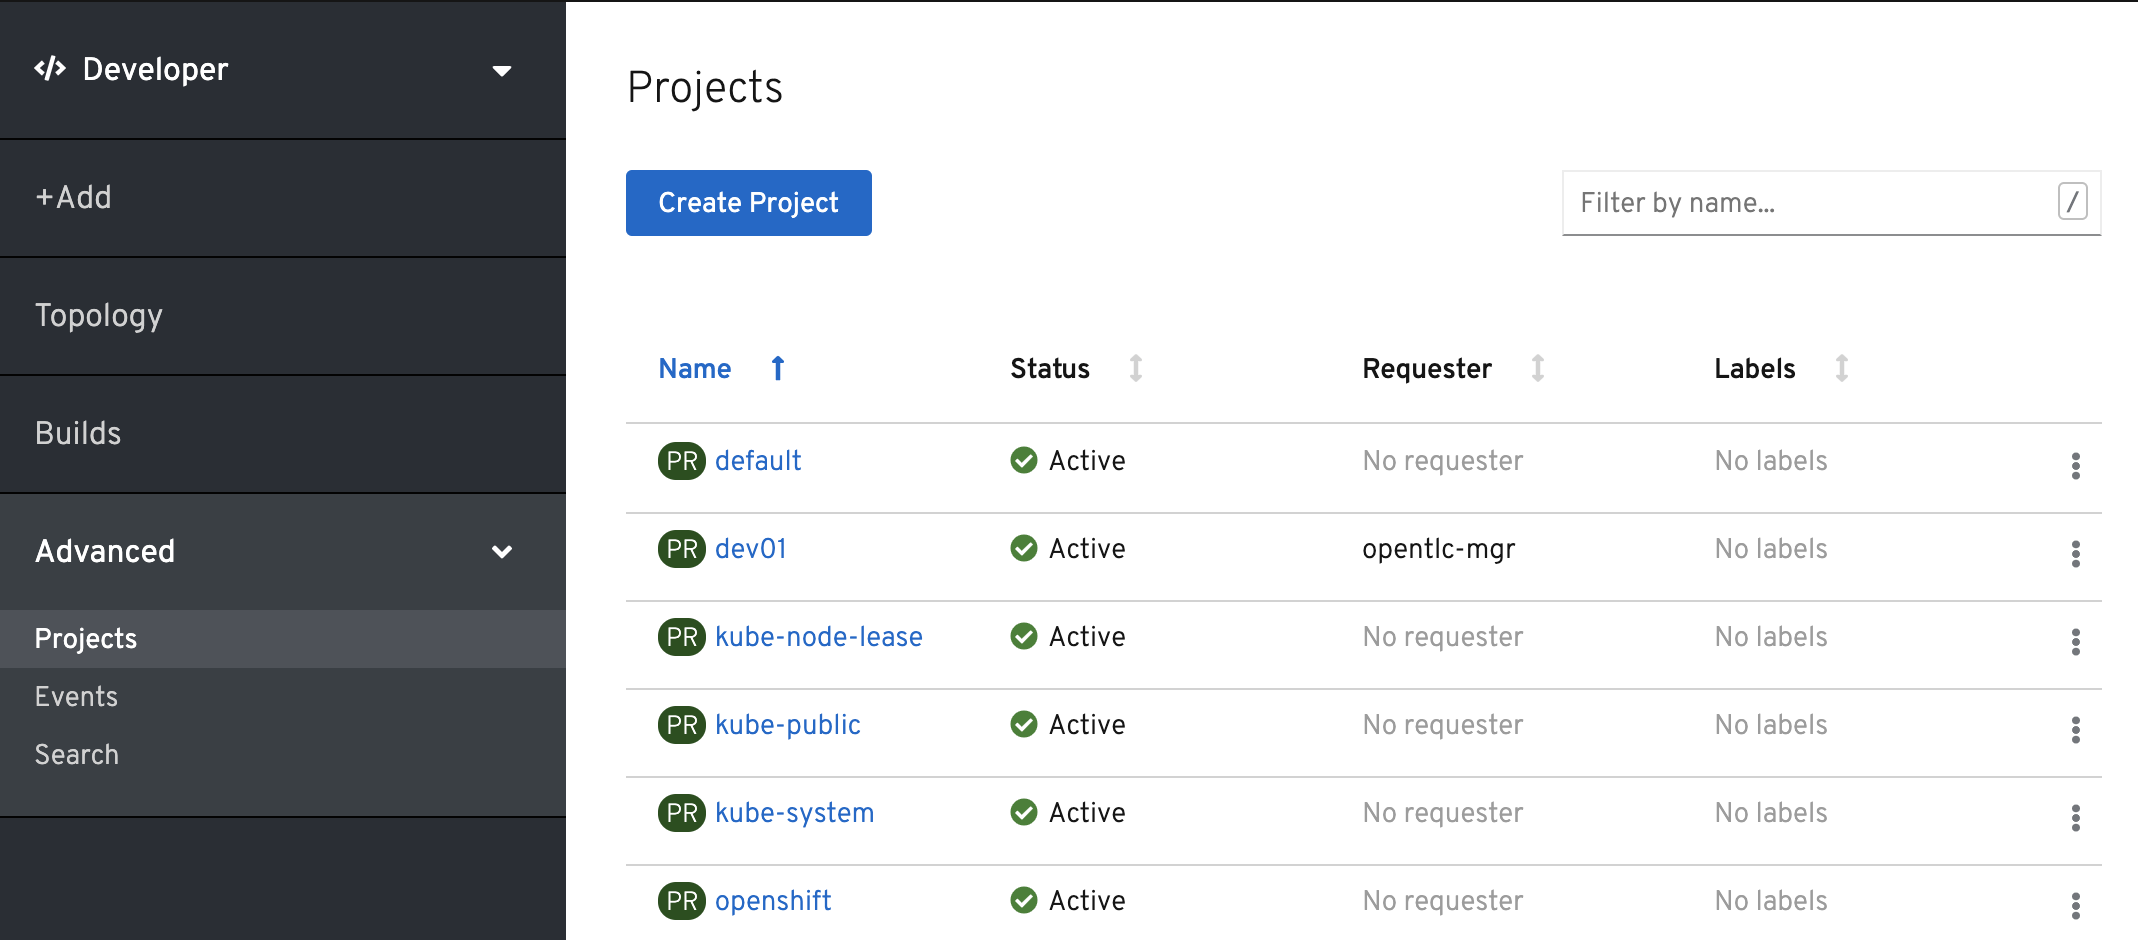 </> Developer
+Add
Topology
Builds
Advanced
Projects
Events
Search
Projects
Create Project
Filter by name... /
Name Status Requester Labels
PR default Active No requester No labels
PR dev01 Active opentlc-mgr No labels
PR kube-node-lease Active No requester No labels
PR kube-public Active No requester No labels
PR kube-system Active No requester No labels
PR openshift Active No requester No labels